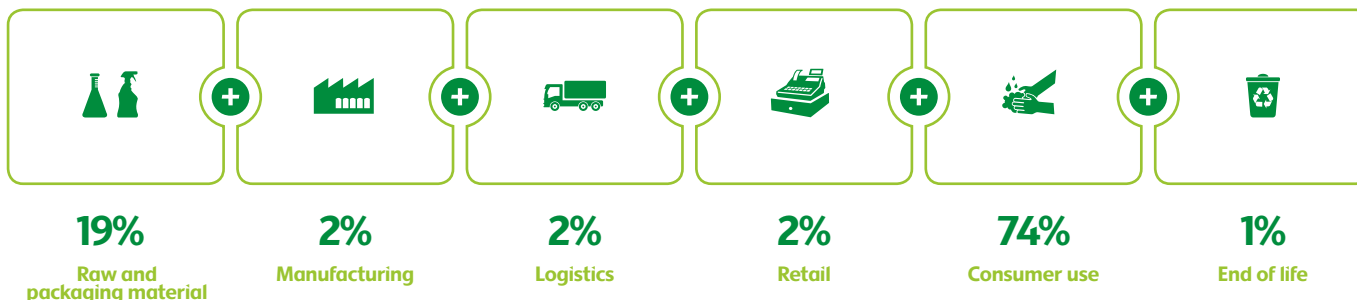 19%
2%
2%
2%
74%
1%
Raw and
packaging material
Manufacturing
Logistics
Retail
Consumer use
End of life